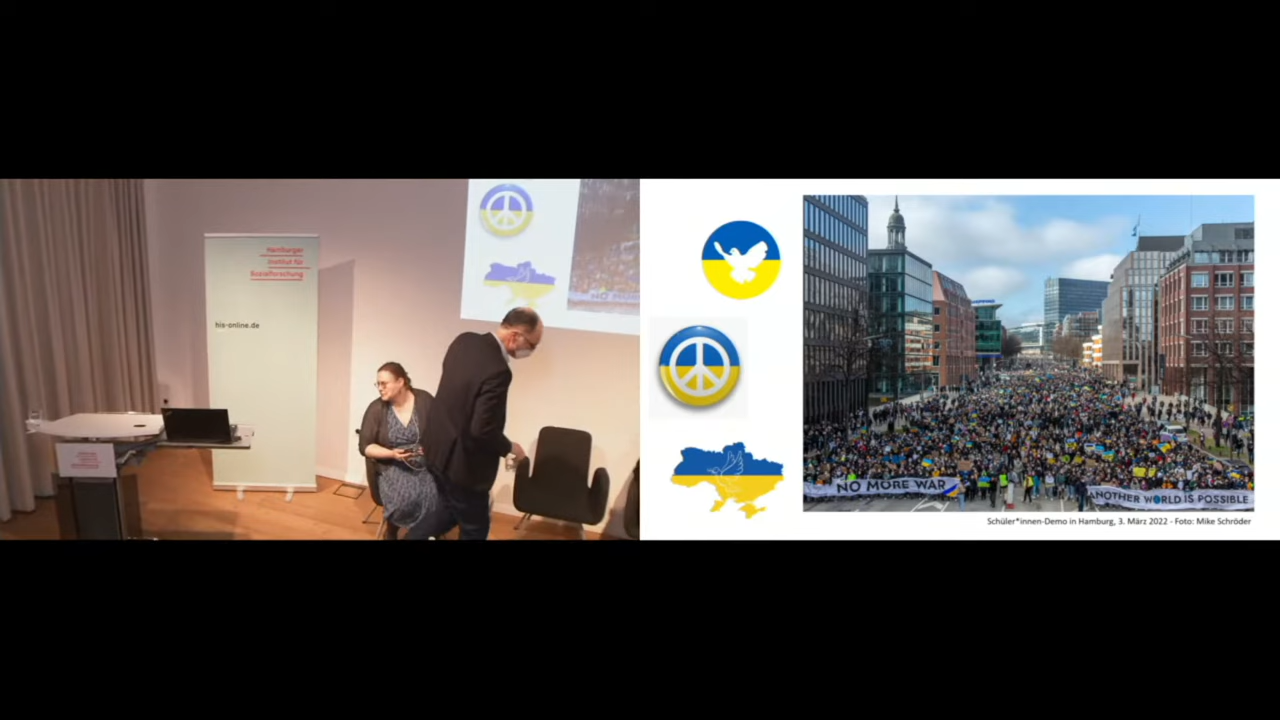 Hamburger
Institut für
Sozialforschung
his-online.de
NO MORE WAR
ANOTHER WORLD IS POSSIBLE
Schüler*innen-Demo in Hamburg, 3. März 2022 - Foto: Mike Schröder